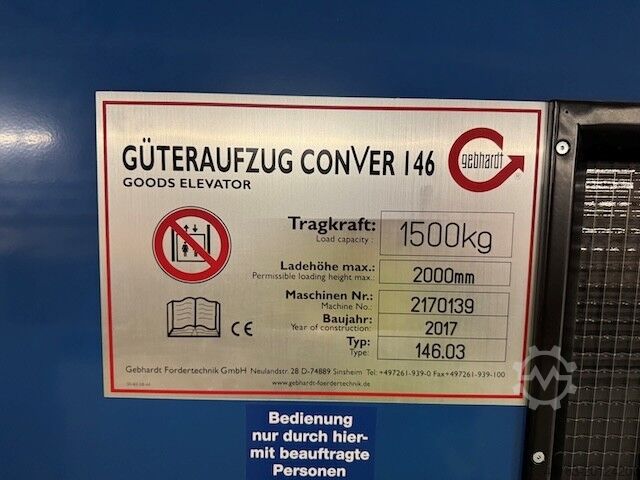 GÜTERAUFZUG CONVER 146
GOODS ELEVATOR
gebhardt
Tragkraft: 1500kg
Load capacity :
Ladehöhe max.: 2000mm
Permissible loading height max.:
Maschinen Nr.: 2170139
Machine No.:
Baujahr: 2017
Year of construction:
Typ: 146.03
Type:
CE
Gebhardt Fördertechnik GmbH Neulandstr. 28 D-74889 Sinsheim Tel: +497261-939-0 Fax+497261-939-100
www.gebhardt-foerdertechnik.de
Bedienung
nur durch hier-
mit beauftragte
Personen